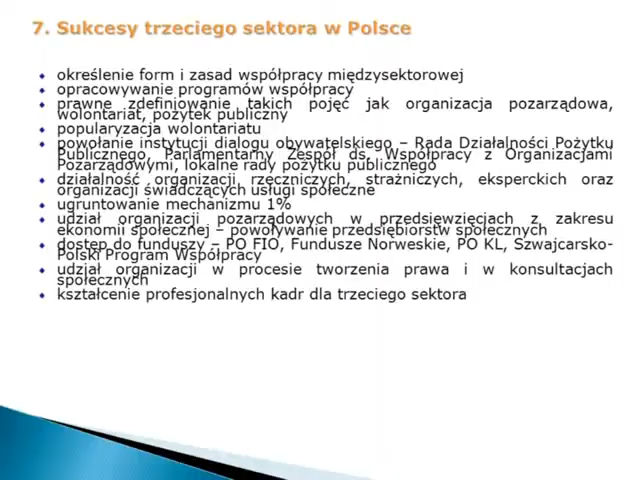 7. Sukcesy trzeciego sektora w Polsce
określenie form i zasad współpracy międzysektorowej
opracowywanie programów współpracy
prawne zdefiniowanie takich pojęć jak organizacja pozarządowa,
wolontariat, pożytek publiczny
popularyzacja wolontariatu
powołanie instytucji dialogu obywatelskiego – Rada Działalności Pożytku
Publicznego, Parlamentarny Zespół ds. Współpracy z Organizacjami
Pozarządowymi, lokalne rady pożytku publicznego
działalność organizacji rzeczniczych, strażniczych, eksperckich oraz
organizacji świadczących usługi społeczne
ugruntowanie mechanizmu 1%
udział organizacji pozarządowych w przedsięwzięciach z zakresu
ekonomii społecznej – powoływanie przedsiębiorstw społecznych
dostęp do funduszy – PO FIO, Fundusze Norweskie, PO KL, Szwajcarsko-
Polski Program Współpracy
udział organizacji w procesie tworzenia prawa i w konsultacjach
społecznych
kształcenie profesjonalnych kadr dla trzeciego sektora